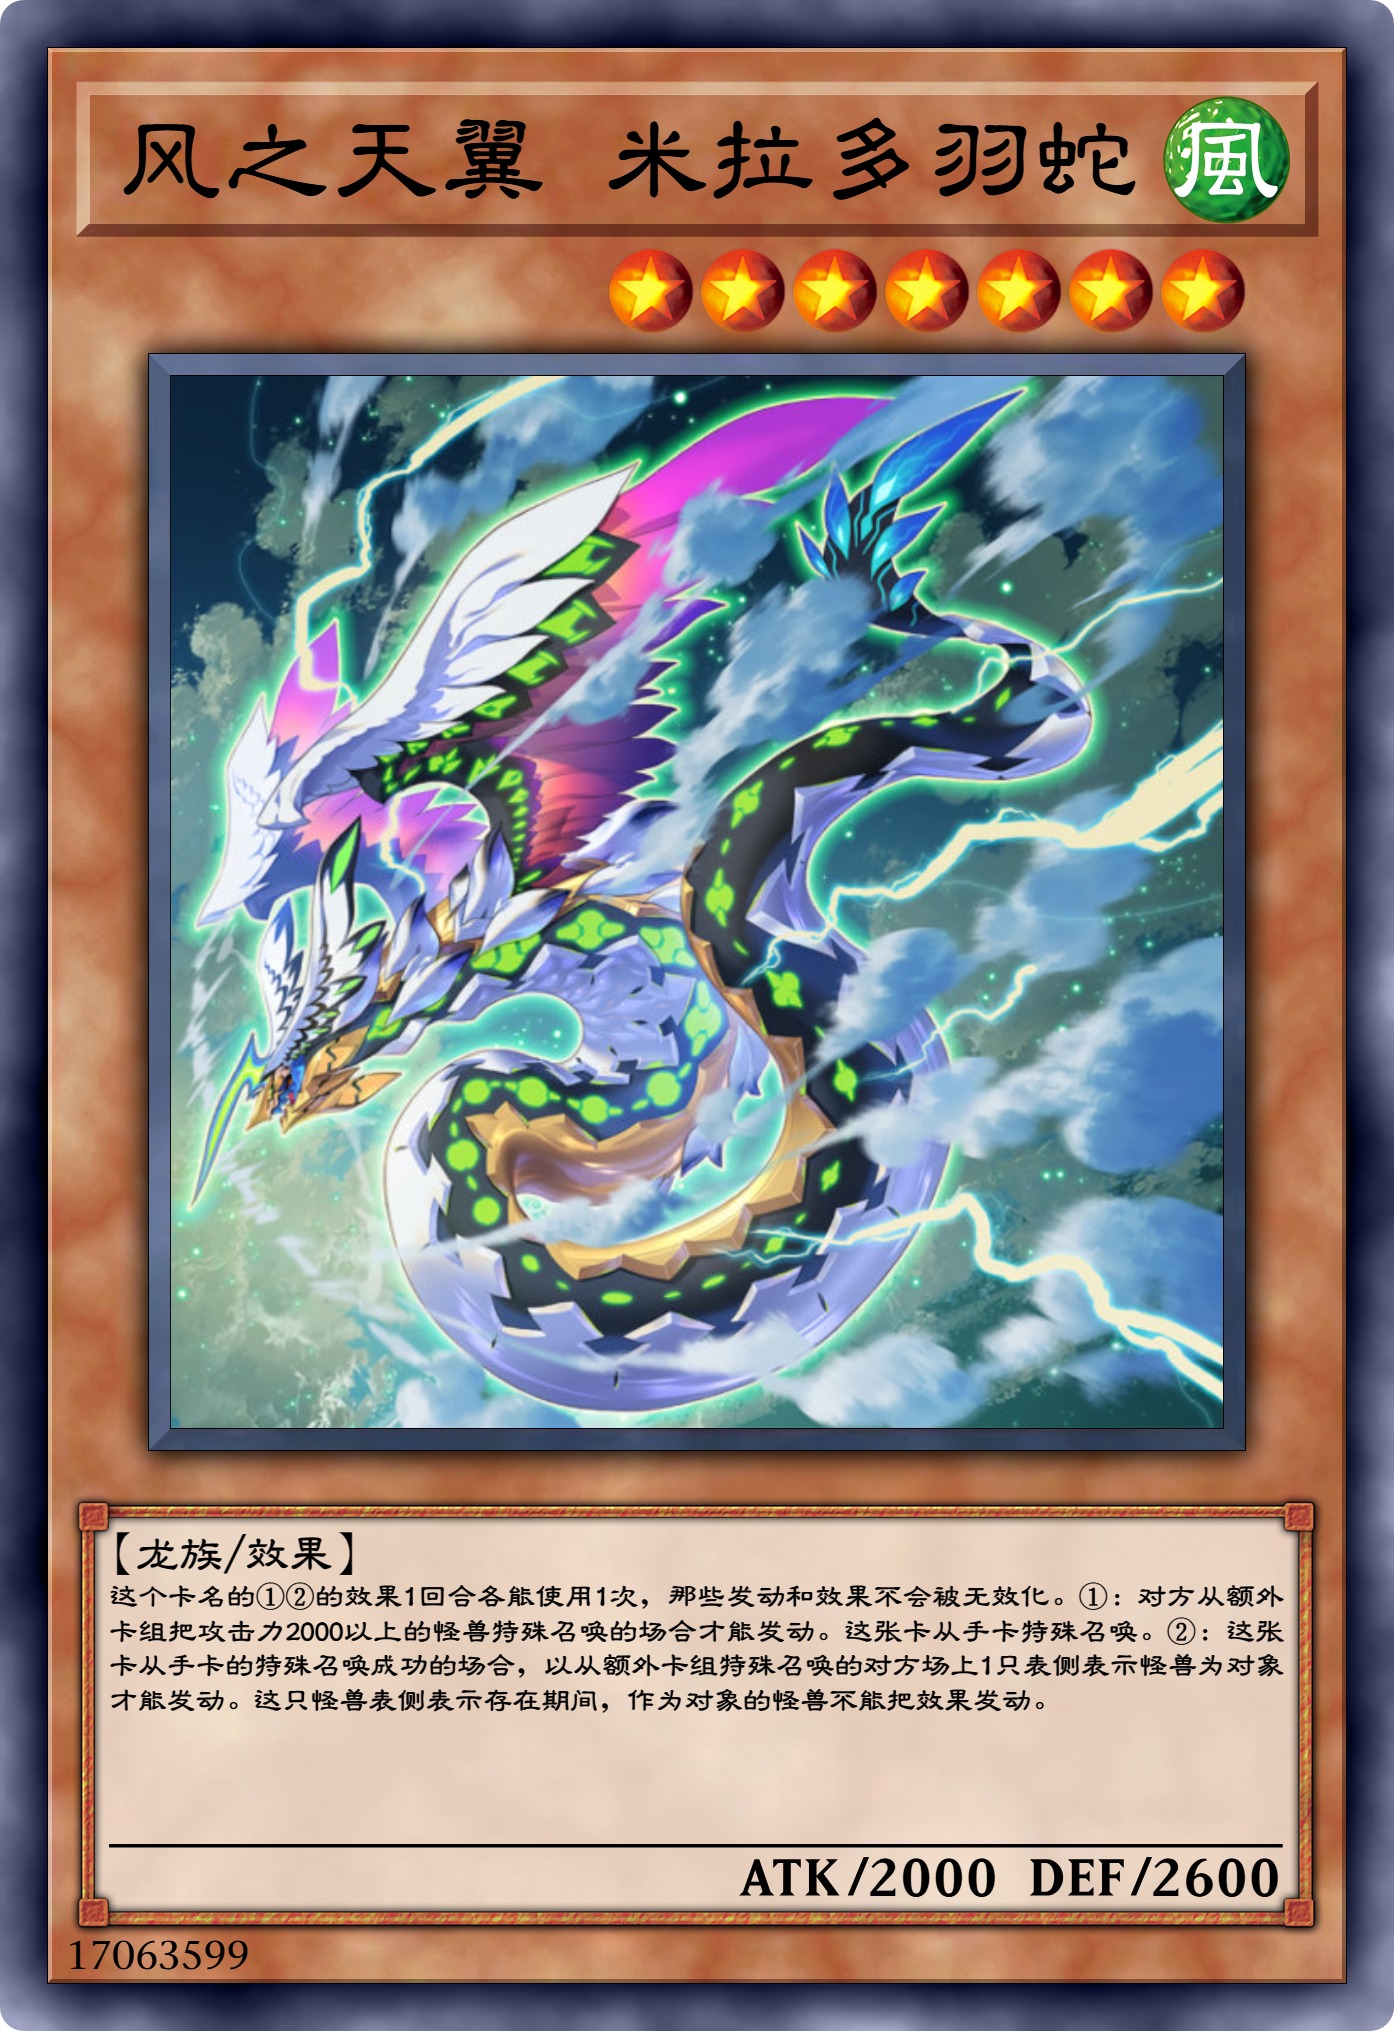 风之天翼 米拉多羽蛇 風
【龙族/效果】
这个卡名的①②的效果1回合各能使用1次，那些发动和效果不会被无效化。①：对方从额外
卡组把攻击力2000以上的怪兽特殊召唤的场合才能发动。这张卡从手卡特殊召唤。②：这张
卡从手卡的特殊召唤成功的场合，以从额外卡组特殊召唤的对方场上1只表侧表示怪兽为对象
才能发动。这只怪兽表侧表示存在期间，作为对象的怪兽不能把效果发动。
ATK/2000 DEF/2600
17063599